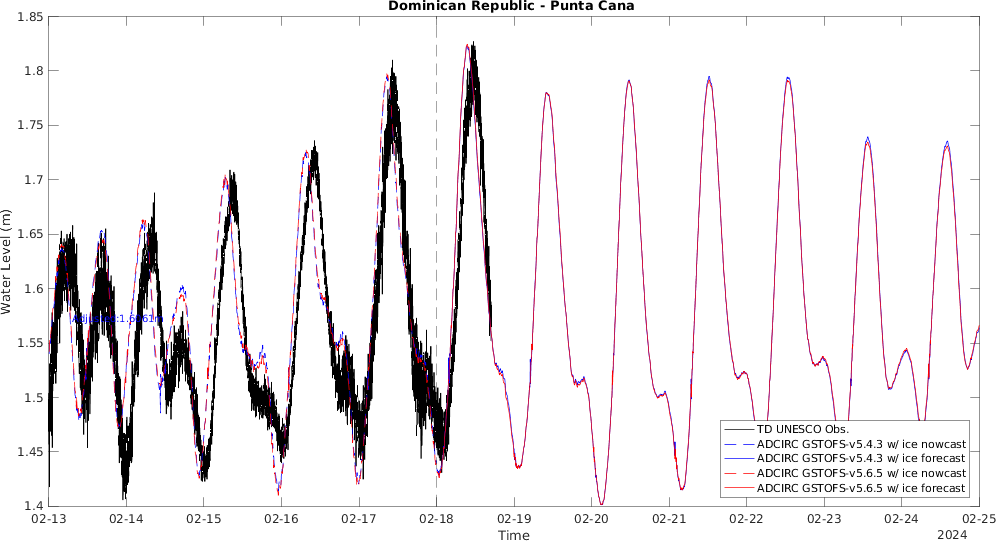 Dominican Republic - Punta Cana
1.85
1.8
1.75
1.7
1.65
1.6
1.55
1.5
1.45
1.4
Water Level (m)
TD UNESCO Obs.
ADCIRC GSTOFS-v5.4.3 w/ ice nowcast
ADCIRC GSTOFS-v5.4.3 w/ ice forecast
ADCIRC GSTOFS-v5.6.5 w/ ice nowcast
ADCIRC GSTOFS-v5.6.5 w/ ice forecast
02-13 02-14 02-15 02-16 02-17 02-18 02-19 02-20 02-21 02-22 02-23 02-24 02-25
Time
2024